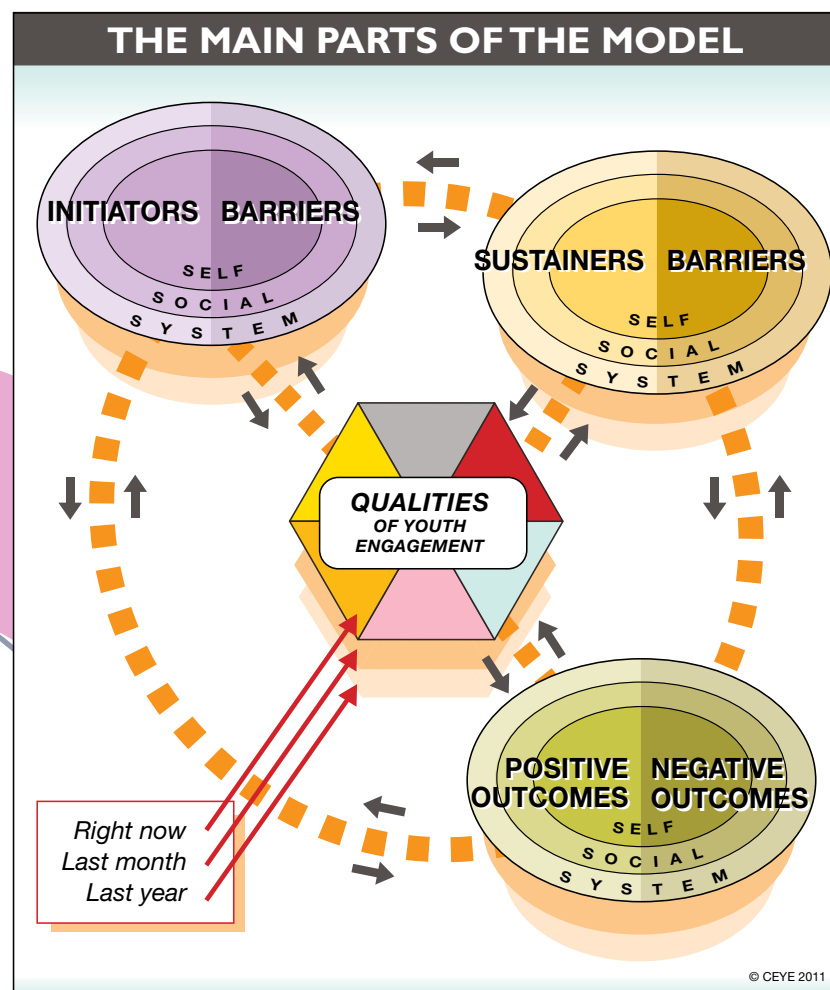 THE MAIN PARTS OF THE MODEL
INITIATORS BARRIERS
SELF
SOCIAL
SYSTEM
SUSTAINERS BARRIERS
SELF
SOCIAL
SYSTEM
QUALITIES
OF YOUTH
ENGAGEMENT
POSITIVE NEGATIVE
OUTCOMES OUTCOMES
SELF
SOCIAL
SYSTEM
Right now
Last month
Last year
© CEYE 2011